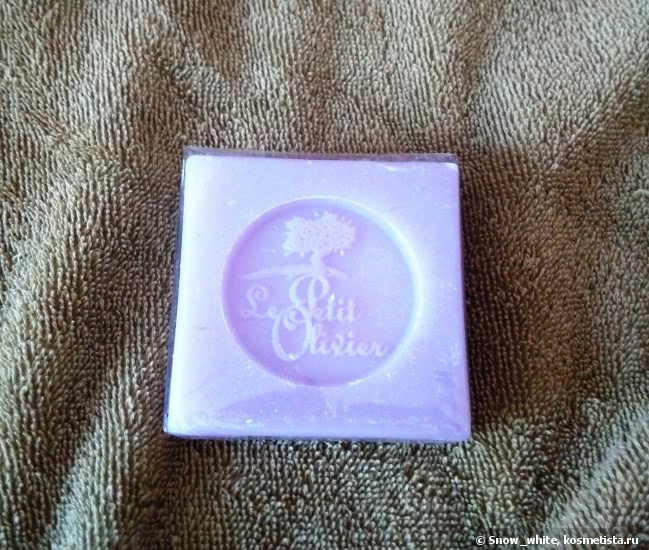 Le Petit
Olivier
© Snow_white, kosmetista.ru